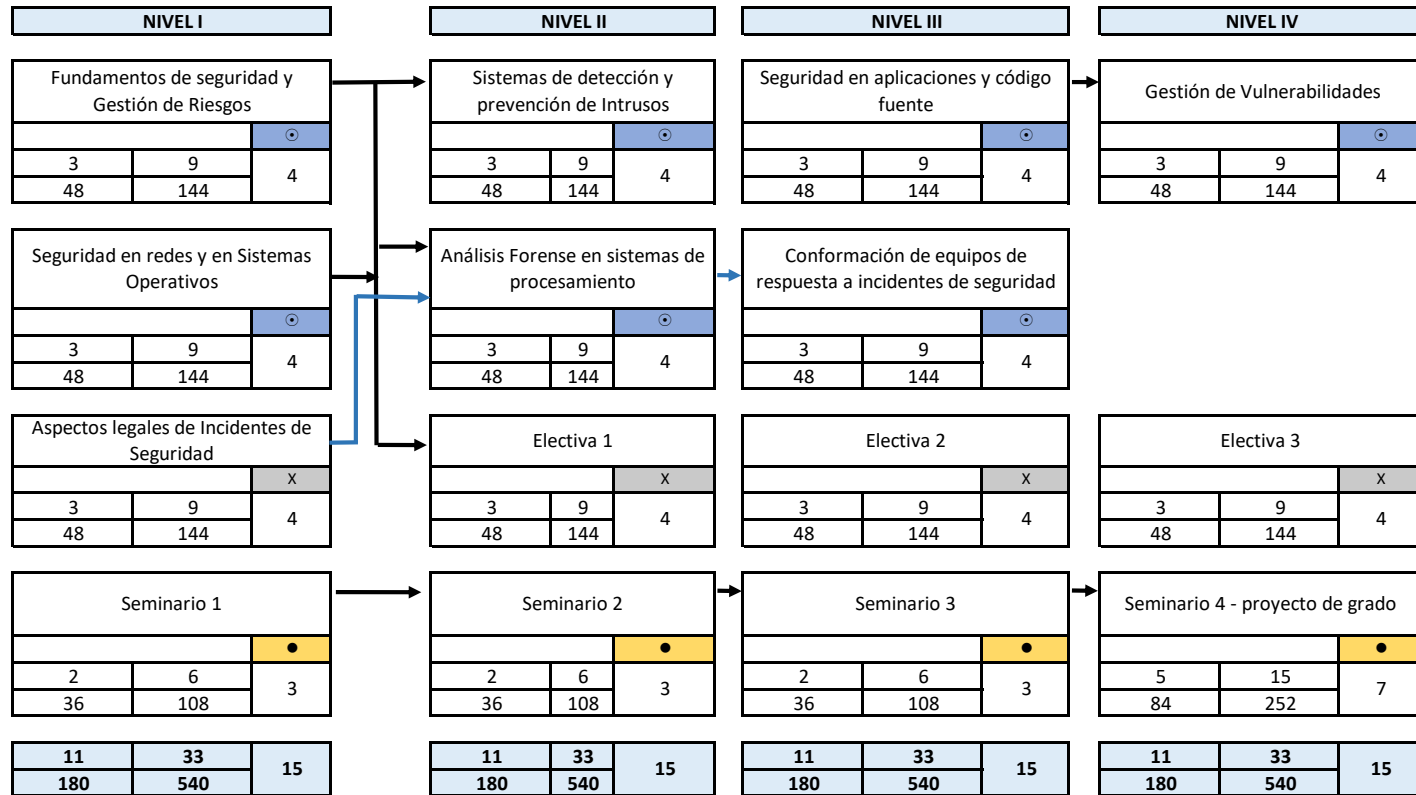 NIVEL I NIVEL II NIVEL III NIVEL IV
Fundamentos de seguridad y
Gestión de Riesgos
⊙
3 9
4
48 144
Sistemas de detección y
prevención de Intrusos
⊙
3 9
4
48 144
Seguridad en aplicaciones y código
fuente
⊙
3 9
4
48 144
Gestión de Vulnerabilidades
⊙
3 9
4
48 144
Seguridad en redes y en Sistemas
Operativos
⊙
3 9
4
48 144
Análisis Forense en sistemas de
procesamiento
⊙
3 9
4
48 144
Conformación de equipos de
respuesta a incidentes de seguridad
⊙
3 9
4
48 144
Aspectos legales de Incidentes de
Seguridad
X
3 9
4
48 144
Electiva 1
X
3 9
4
48 144
Electiva 2
X
3 9
4
48 144
Electiva 3
X
3 9
4
48 144
Seminario 1
●
2 6
3
36 108
Seminario 2
●
2 6
3
36 108
Seminario 3
●
2 6
3
36 108
Seminario 4 - proyecto de grado
●
5 15
7
84 252
11 33
15
180 540
11 33
15
180 540
11 33
15
180 540
11 33
15
180 540